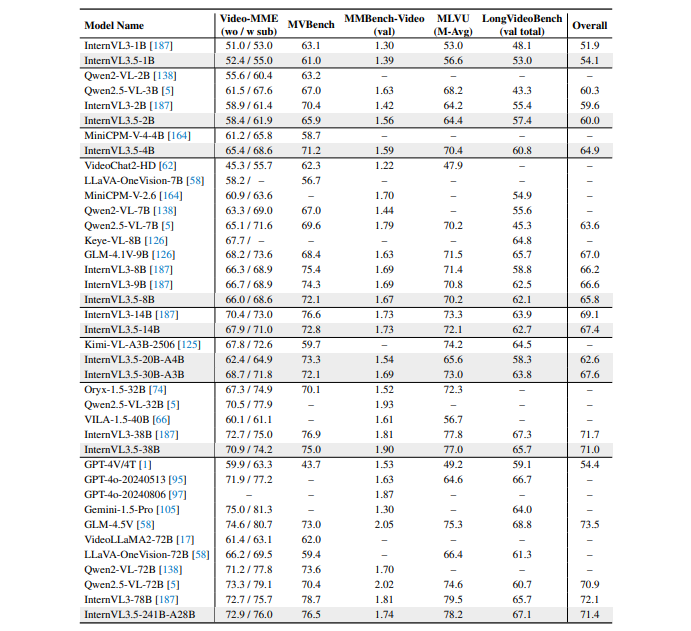 Model Name Video-MME (wo / w sub) MVBench MMBench-Video (val) MLVU (M-Avg) LongVideoBench (val total) Overall
InternVL3-1B [187] 51.0 / 53.0 63.1 1.30 53.0 48.1 51.9
InternVL3.5-1B 52.4 / 55.0 61.0 1.39 56.6 53.0 54.1
Qwen2-VL-2B [138] 55.6 / 60.4 63.2 – – – –
Qwen2.5-VL-3B [5] 61.5 / 67.6 67.0 1.63 68.2 43.3 60.3
InternVL3-2B [187] 58.9 / 61.4 70.4 1.42 64.2 55.4 59.6
InternVL3.5-2B 58.4 / 61.9 65.9 1.56 64.4 57.4 60.0
MiniCPM-V-4-4B [164] 61.2 / 65.8 58.7 – – – –
InternVL3.5-4B 65.4 / 68.6 71.2 1.59 70.4 60.8 64.9
VideoChat2-HD [62] 45.3 / 55.7 62.3 1.22 47.9 – –
LLaVA-OneVision-7B [58] 58.2 / – 56.7 – – – –
MiniCPM-V-2.6 [164] 60.9 / 63.6 – 1.70 – 54.9 –
Qwen2-VL-7B [138] 63.3 / 69.0 67.0 1.44 – 55.6 –
Qwen2.5-VL-7B [5] 65.1 / 71.6 69.6 1.79 70.2 45.3 63.6
Keye-VL-8B [126] 67.7 / – – – – 64.8 –
GLM-4.1V-9B [126] 68.2 / 73.6 68.4 1.63 71.5 65.7 67.0
InternVL3-8B [187] 66.3 / 68.9 75.4 1.69 71.4 58.8 66.2
InternVL3-9B [187] 66.7 / 68.9 74.3 1.69 70.8 62.5 66.6
InternVL3.5-8B 66.0 / 68.6 72.1 1.67 70.2 62.1 65.8
InternVL3-14B [187] 70.4 / 73.0 76.6 1.73 73.3 63.9 69.1
InternVL3.5-14B 67.9 / 71.0 72.8 1.73 72.1 62.7 67.4
Kimi-VL-A3B-2506 [125] 67.8 / 72.6 59.7 – 74.2 64.5 –
InternVL3.5-20B-A4B 62.4 / 64.9 73.3 1.54 65.6 58.3 62.6
InternVL3.5-30B-A3B 68.7 / 71.8 72.1 1.69 73.0 63.8 67.6
Oryx-1.5-32B [74] 67.3 / 74.9 70.1 1.52 72.3 – –
Qwen2.5-VL-32B [5] 70.5 / 77.9 – 1.93 – – –
VILA-1.5-40B [66] 60.1 / 61.1 – 1.61 56.7 – –
InternVL3-38B [187] 72.7 / 75.0 76.9 1.81 77.8 67.3 71.7
InternVL3.5-38B 70.9 / 74.2 75.0 1.90 77.0 65.7 71.0
GPT-4V/4T [1] 59.9 / 63.3 43.7 1.53 49.2 59.1 54.4
GPT-4o-20240513 [95] 71.9 / 77.2 – 1.63 64.6 66.7 –
GPT-4o-20240806 [97] – – 1.87 – – –
Gemini-1.5-Pro [105] 75.0 / 81.3 – 1.30 – 64.0 –
GLM-4.5V [58] 74.6 / 80.7 73.0 2.05 75.3 68.8 73.5
VideoLLaMA2-72B [17] 61.4 / 63.1 62.0 – – – –
LLaVA-OneVision-72B [58] 66.2 / 69.5 59.4 – 66.4 61.3 –
Qwen2-VL-72B [138] 71.2 / 77.8 73.6 1.70 – – –
Qwen2.5-VL-72B [5] 73.3 / 79.1 70.4 2.02 74.6 60.7 70.9
InternVL3-78B [187] 72.7 / 75.7 78.7 1.81 79.5 65.7 72.1
InternVL3.5-241B-A28B 72.9 / 76.0 76.5 1.74 78.2 67.1 71.4